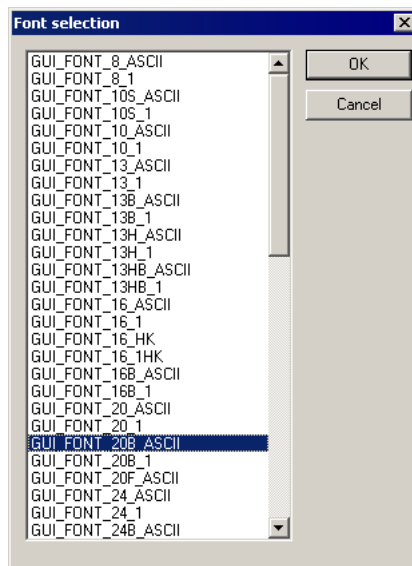 Font selection
GUI_FONT_8_ASCII
GUI_FONT_8_1
GUI_FONT_10S_ASCII
GUI_FONT_10S_1
GUI_FONT_10_ASCII
GUI_FONT_10_1
GUI_FONT_13_ASCII
GUI_FONT_13_1
GUI_FONT_13B_ASCII
GUI_FONT_13B_1
GUI_FONT_13H_ASCII
GUI_FONT_13H_1
GUI_FONT_13HB_ASCII
GUI_FONT_13HB_1
GUI_FONT_16_ASCII
GUI_FONT_16_1
GUI_FONT_16_HK
GUI_FONT_16_1HK
GUI_FONT_16B_ASCII
GUI_FONT_16B_1
GUI_FONT_20_ASCII
GUI_FONT_20_1
GUI_FONT_20B_ASCII
GUI_FONT_20B_1
GUI_FONT_20F_ASCII
GUI_FONT_24_ASCII
GUI_FONT_24_1
GUI_FONT_24B_ASCII
OK
Cancel